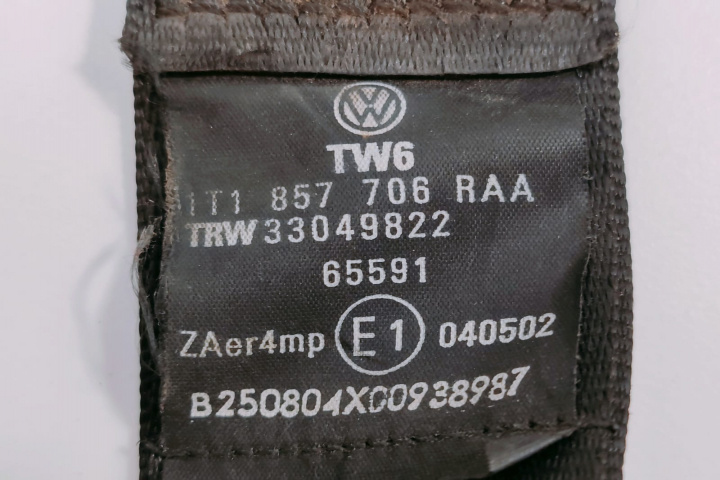 TW6
1T1 857 706 RAA
TRW 33049822
65591
ZAer4mp E1 040502
B250804X00938987